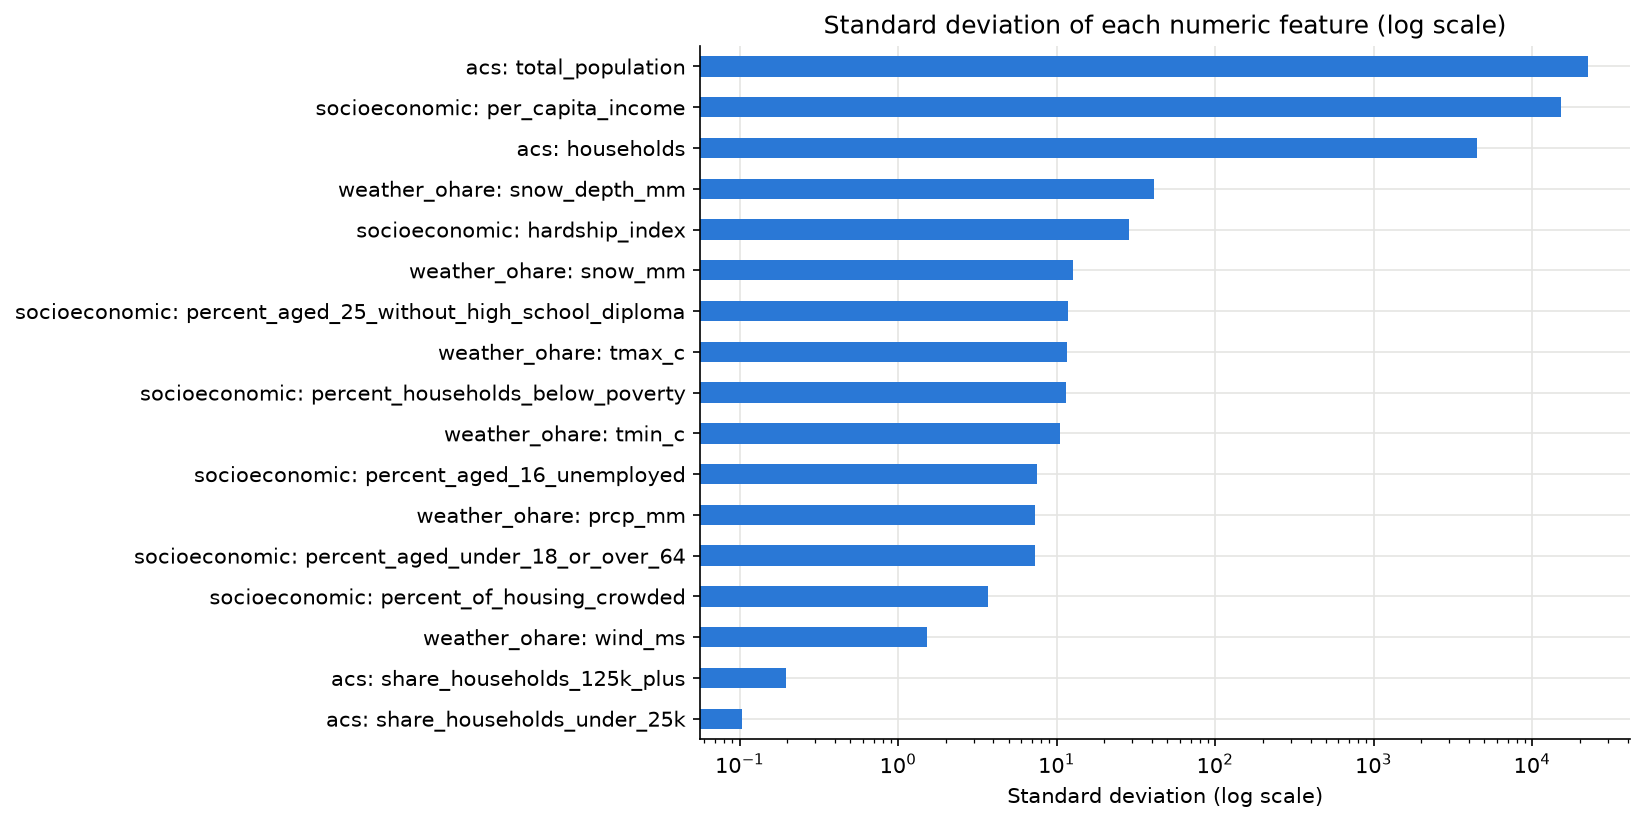 Standard deviation of each numeric feature (log scale)
acs: total_population
socioeconomic: per_capita_income
acs: households
weather_ohare: snow_depth_mm
socioeconomic: hardship_index
weather_ohare: snow_mm
socioeconomic: percent_aged_25_without_high_school_diploma
weather_ohare: tmax_c
socioeconomic: percent_households_below_poverty
weather_ohare: tmin_c
socioeconomic: percent_aged_16_unemployed
weather_ohare: prcp_mm
socioeconomic: percent_aged_under_18_or_over_64
socioeconomic: percent_of_housing_crowded
weather_ohare: wind_ms
acs: share_households_125k_plus
acs: share_households_under_25k
10⁻¹ 10⁰ 10¹ 10² 10³ 10⁴
Standard deviation (log scale)